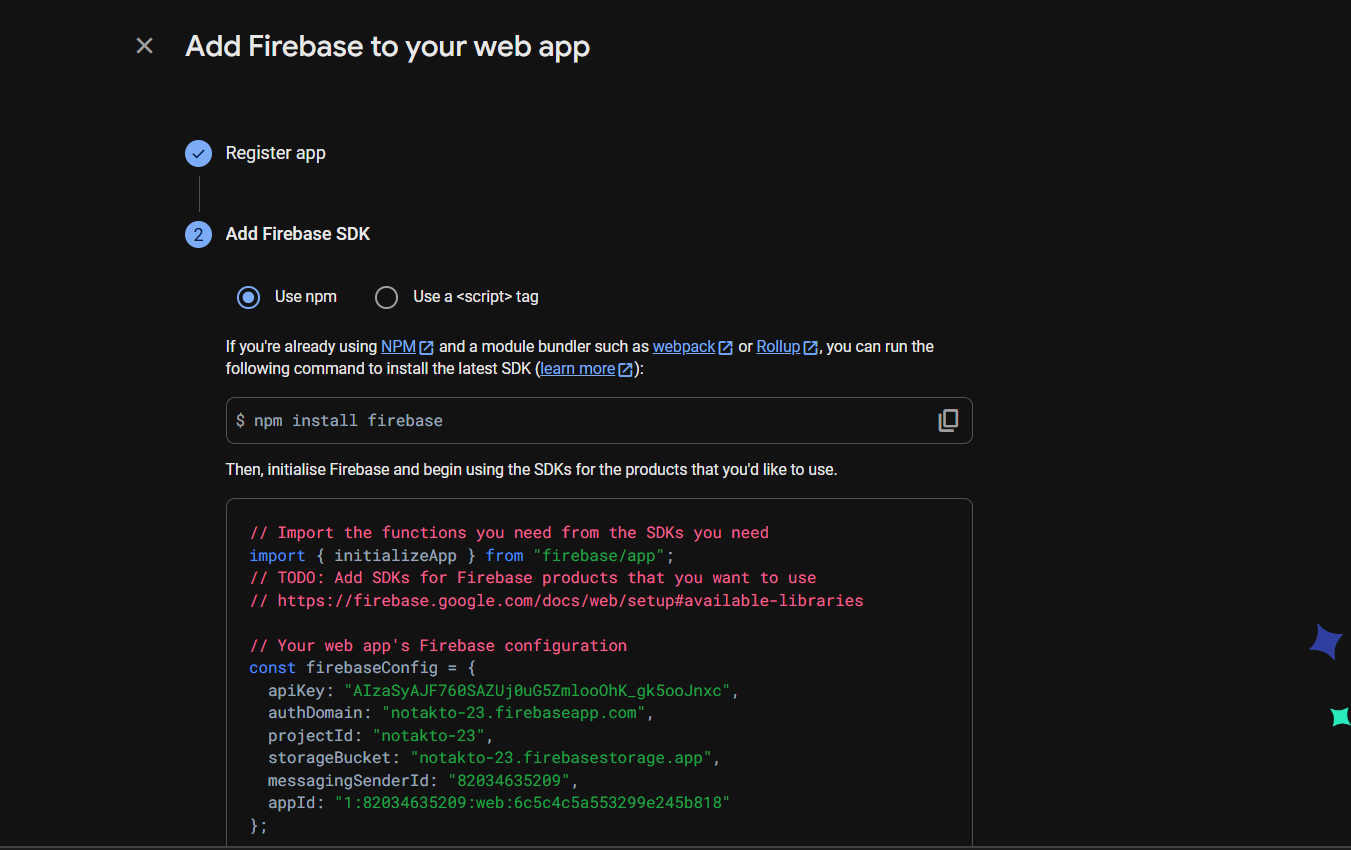 Add Firebase to your web app
Register app
2 Add Firebase SDK
Use npm Use a <script> tag
If you're already using NPM and a module bundler such as webpack or Rollup, you can run the
following command to install the latest SDK (learn more):
$ npm install firebase
Then, initialise Firebase and begin using the SDKs for the products that you'd like to use.
// Import the functions you need from the SDKs you need
import { initializeApp } from "firebase/app";
// TODO: Add SDKs for Firebase products that you want to use
// https://firebase.google.com/docs/web/setup#available-libraries
// Your web app's Firebase configuration
const firebaseConfig = {
apiKey: "AIzaSyAJF760SAZUj0uG5ZmlooOhK_gk5ooJnxc",
authDomain: "notakto-23.firebaseapp.com",
projectId: "notakto-23",
storageBucket: "notakto-23.firebasestorage.app",
messagingSenderId: "82034635209",
appId: "1:82034635209:web:6c5c4c5a553299e245b818"
};